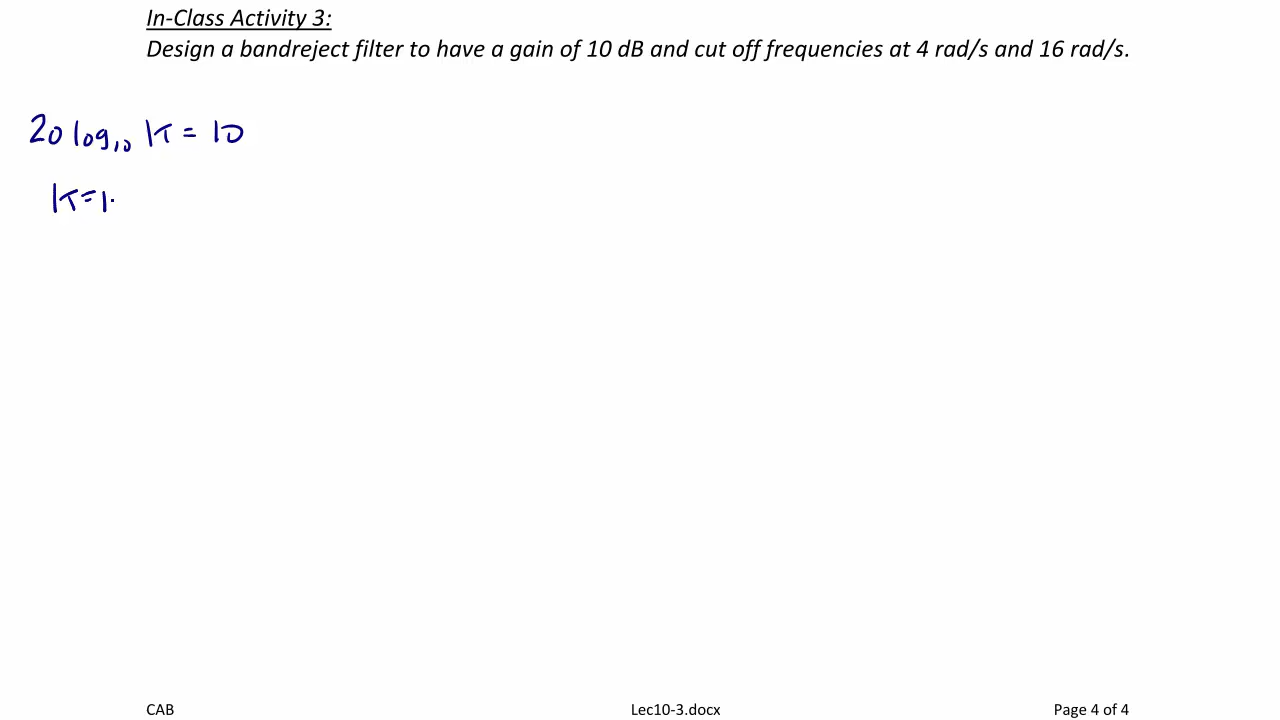 In-Class Activity 3:
Design a bandreject filter to have a gain of 10 dB and cut off frequencies at 4 rad/s and 16 rad/s.
20 log₁₀ K = 10
K=1.
CAB Lec10-3.docx Page 4 of 4